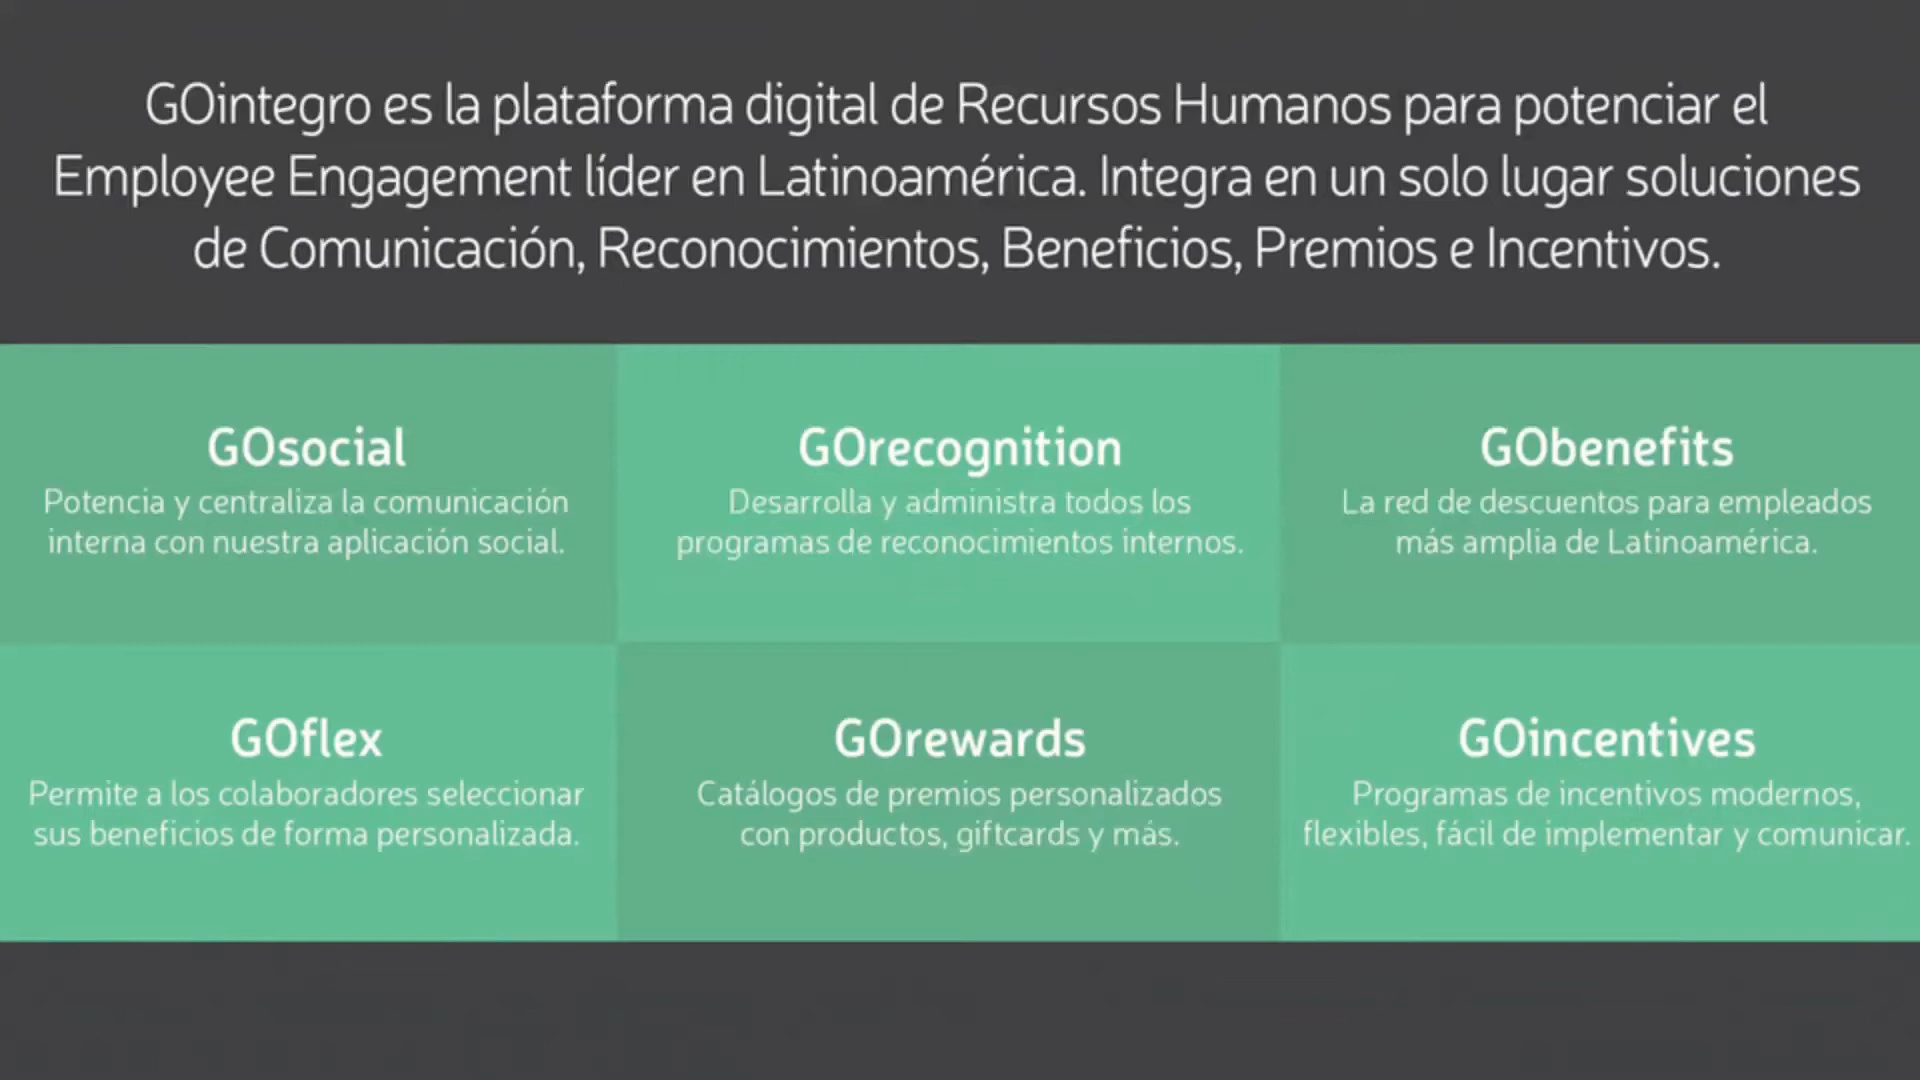 GOintegro es la plataforma digital de Recursos Humanos para potenciar el
Employee Engagement líder en Latinoamérica. Integra en un solo lugar soluciones
de Comunicación, Reconocimientos, Beneficios, Premios e Incentivos.
GOsocial
Potencia y centraliza la comunicación
interna con nuestra aplicación social.
GOrecognition
Desarrolla y administra todos los
programas de reconocimientos internos.
GObenefits
La red de descuentos para empleados
más amplia de Latinoamérica.
GOflex
Permite a los colaboradores seleccionar
sus beneficios de forma personalizada.
GOrewards
Catálogos de premios personalizados
con productos, giftcards y más.
GOincentives
Programas de incentivos modernos,
flexibles, fácil de implementar y comunicar.